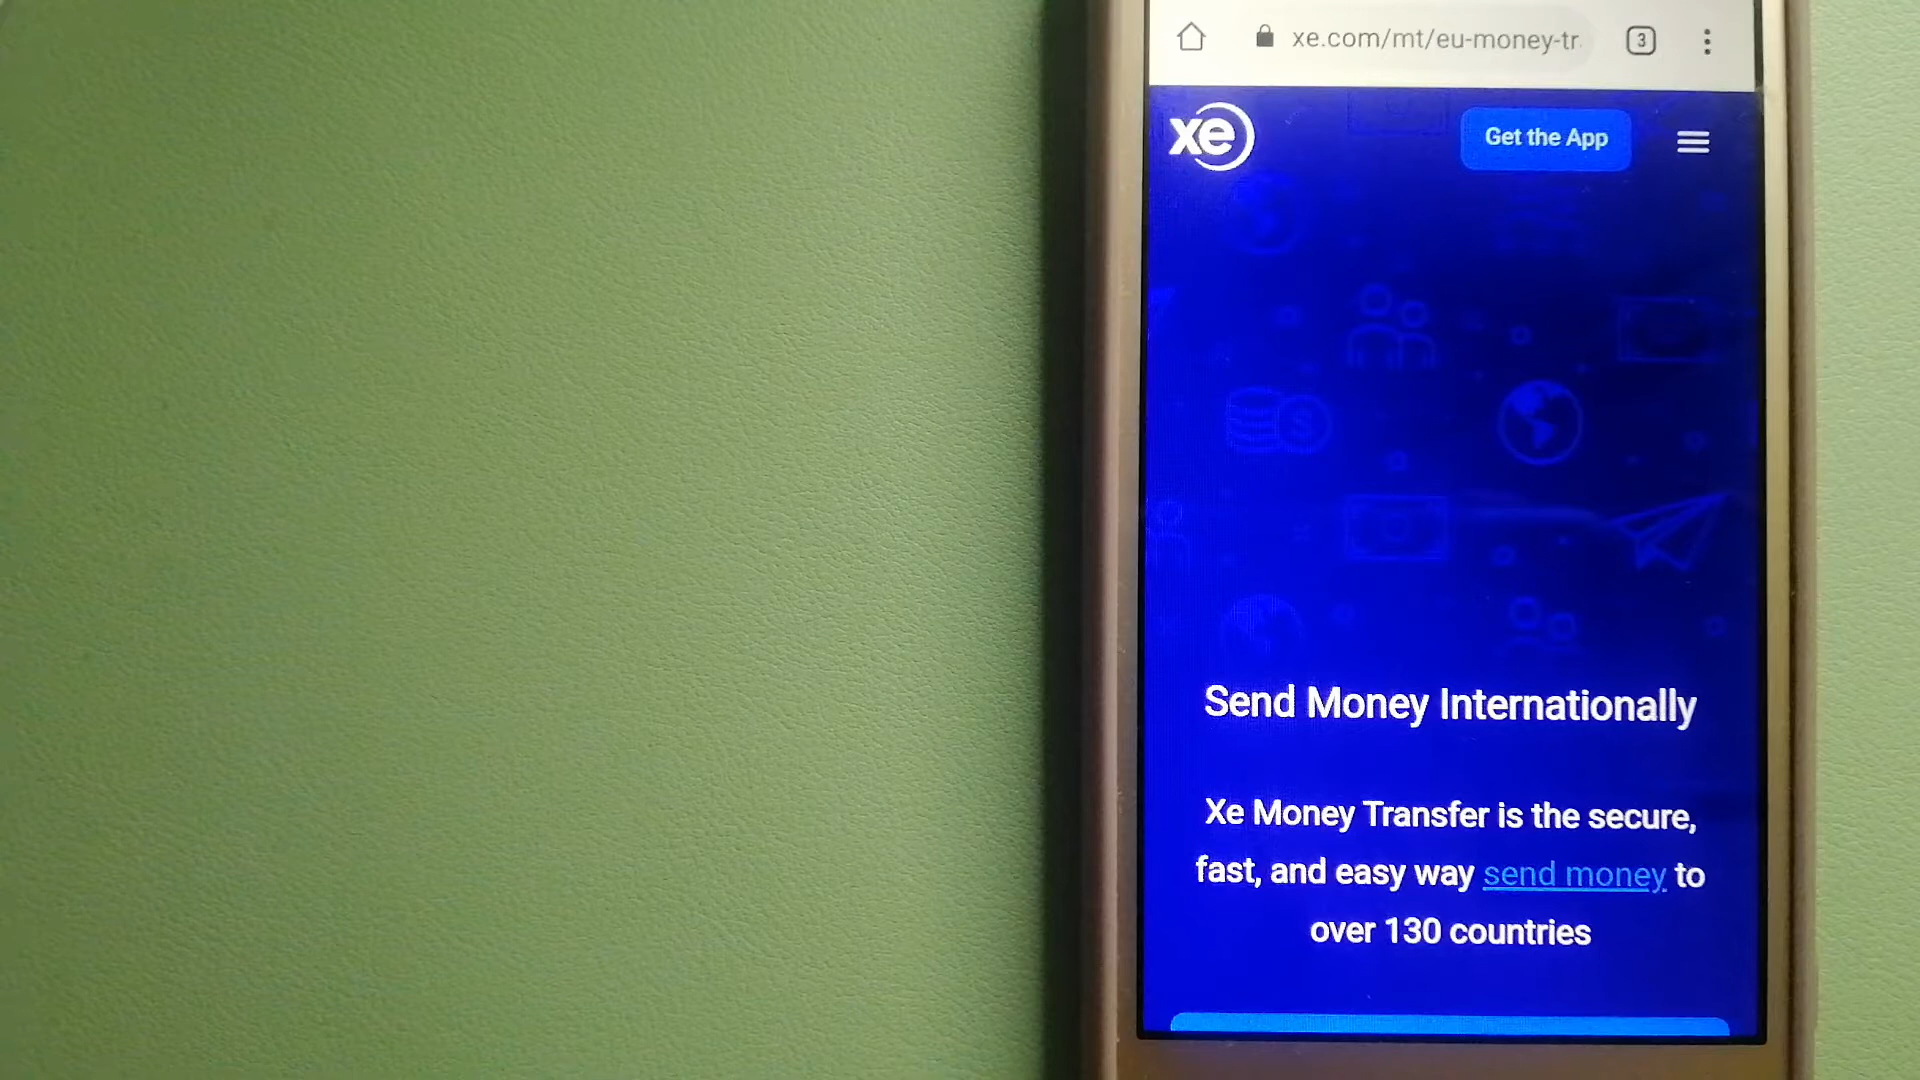 xe.com/mt/eu-money-tr
3
xe
Get the App
Send Money Internationally
Xe Money Transfer is the secure,
fast, and easy way send money to
over 130 countries